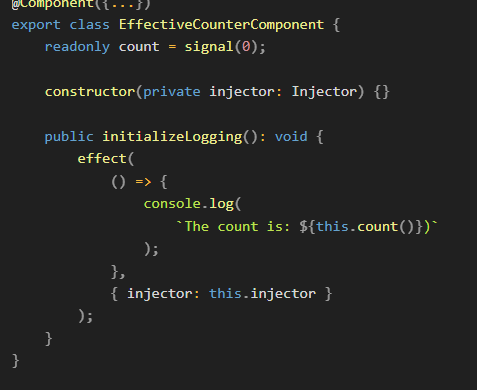 @Component({...})
export class EffectiveCounterComponent {
    readonly count = signal(0);

    constructor(private injector: Injector) {}

    public initializeLogging(): void {
        effect(
            () => {
                console.log(
                    `The count is: ${this.count()})`
                );
            },
            { injector: this.injector }
        );
    }
}